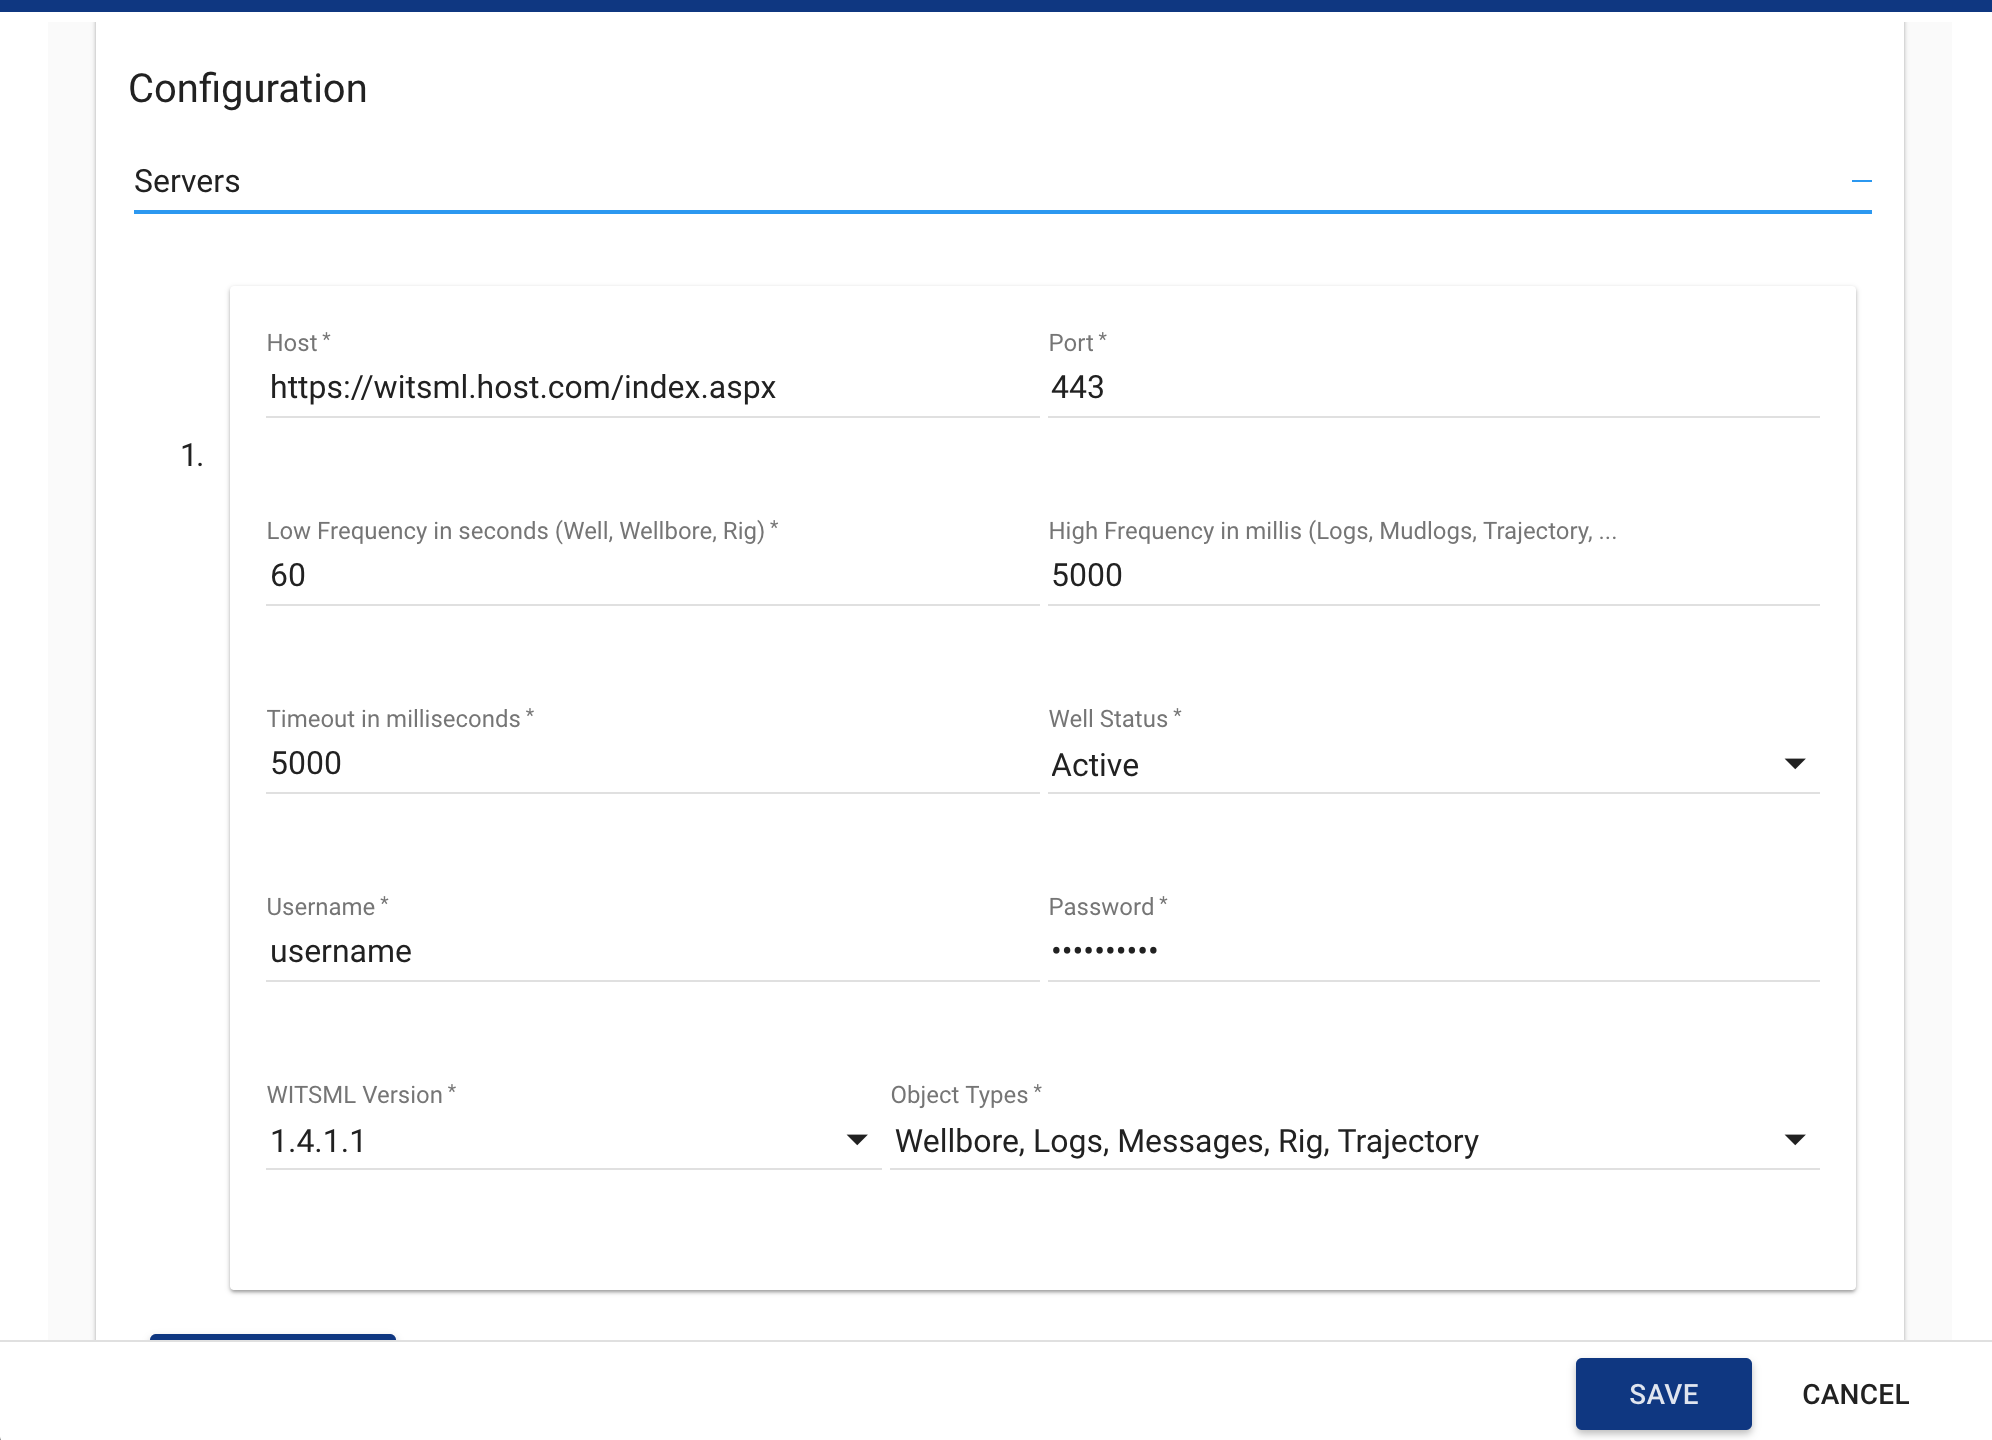 Configuration
Servers
1.
Host *
Port *
https://witsml.host.com/index.aspx
443
Low Frequency in seconds (Well, Wellbore, Rig) *
High Frequency in millis (Logs, Mudlogs, Trajectory, ...
60
5000
Timeout in milliseconds *
Well Status *
5000
Active
Username *
Password *
username
••••••••••
WITSML Version *
Object Types *
1.4.1.1
Wellbore, Logs, Messages, Rig, Trajectory
SAVE
CANCEL